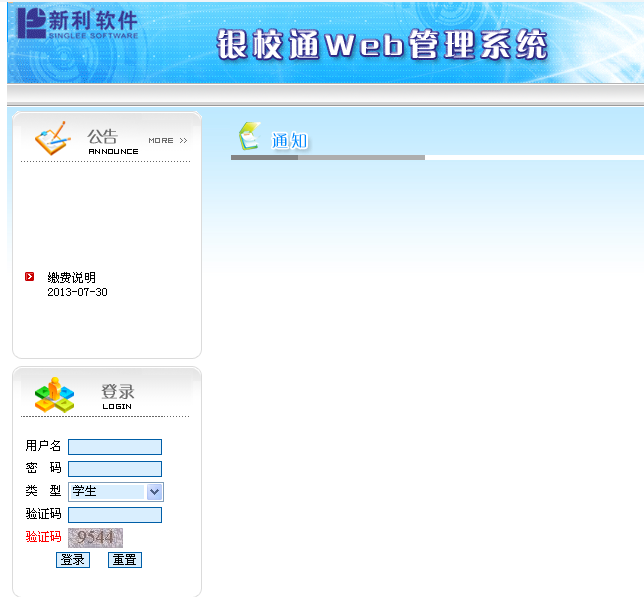 新利软件
SINGLEE SOFTWARE
银校通Web管理系统
公告
MORE >>
ANNOUNCE
通知
缴费说明
2013-07-30
登录
LOGIN
用户名
密 码
类 型 学生
验证码
验证码 9544
登录 重置